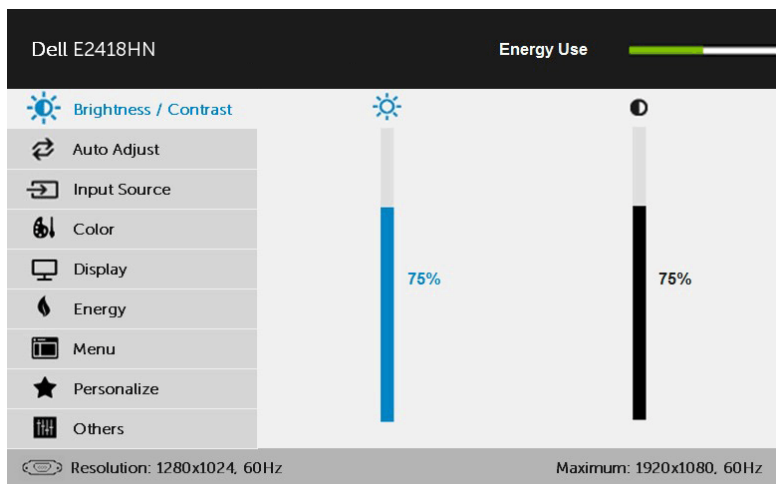 Dell E2418HN
Energy Use
Brightness / Contrast
Auto Adjust
Input Source
Color
Display
75%
75%
Energy
Menu
Personalize
Others
Resolution: 1280x1024, 60Hz
Maximum: 1920x1080, 60Hz